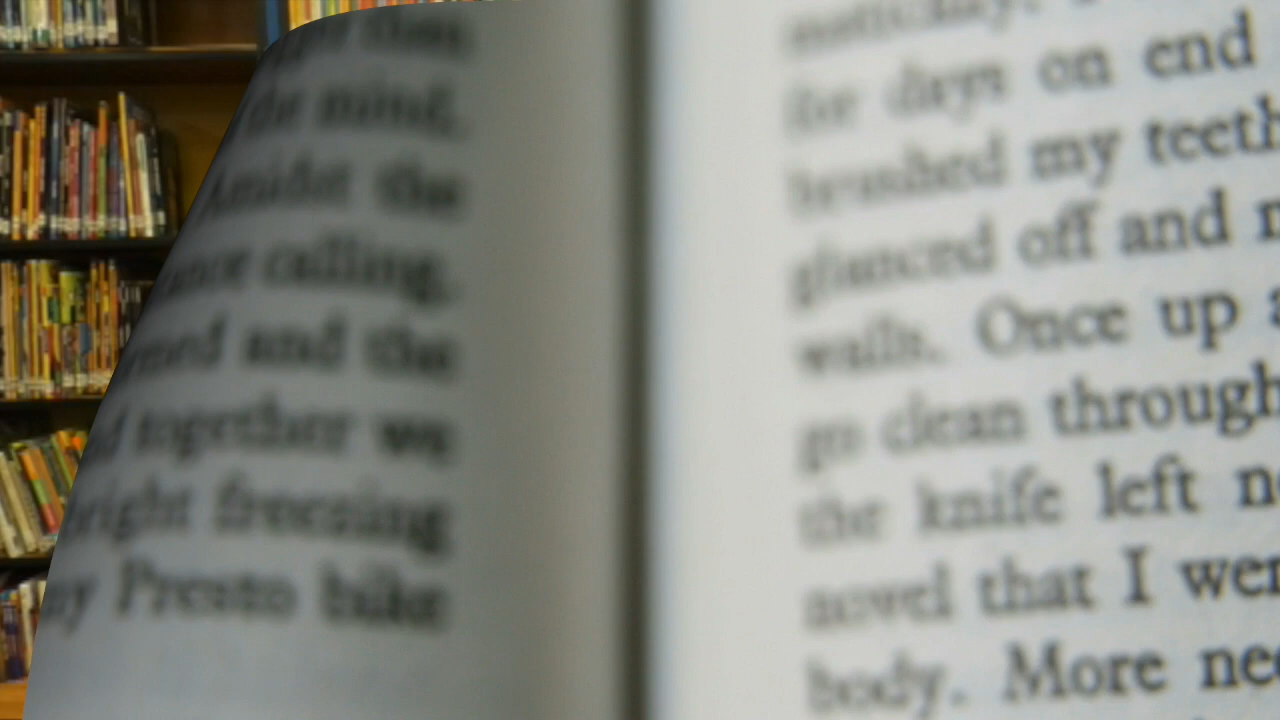 than
the mind,
Amidst the
calling,
and the
together we
freezing
Presto bike
for days on end
brushed my teeth
glanced off and
walls. Once up
go clean through
the knife left
novel that I
body. More